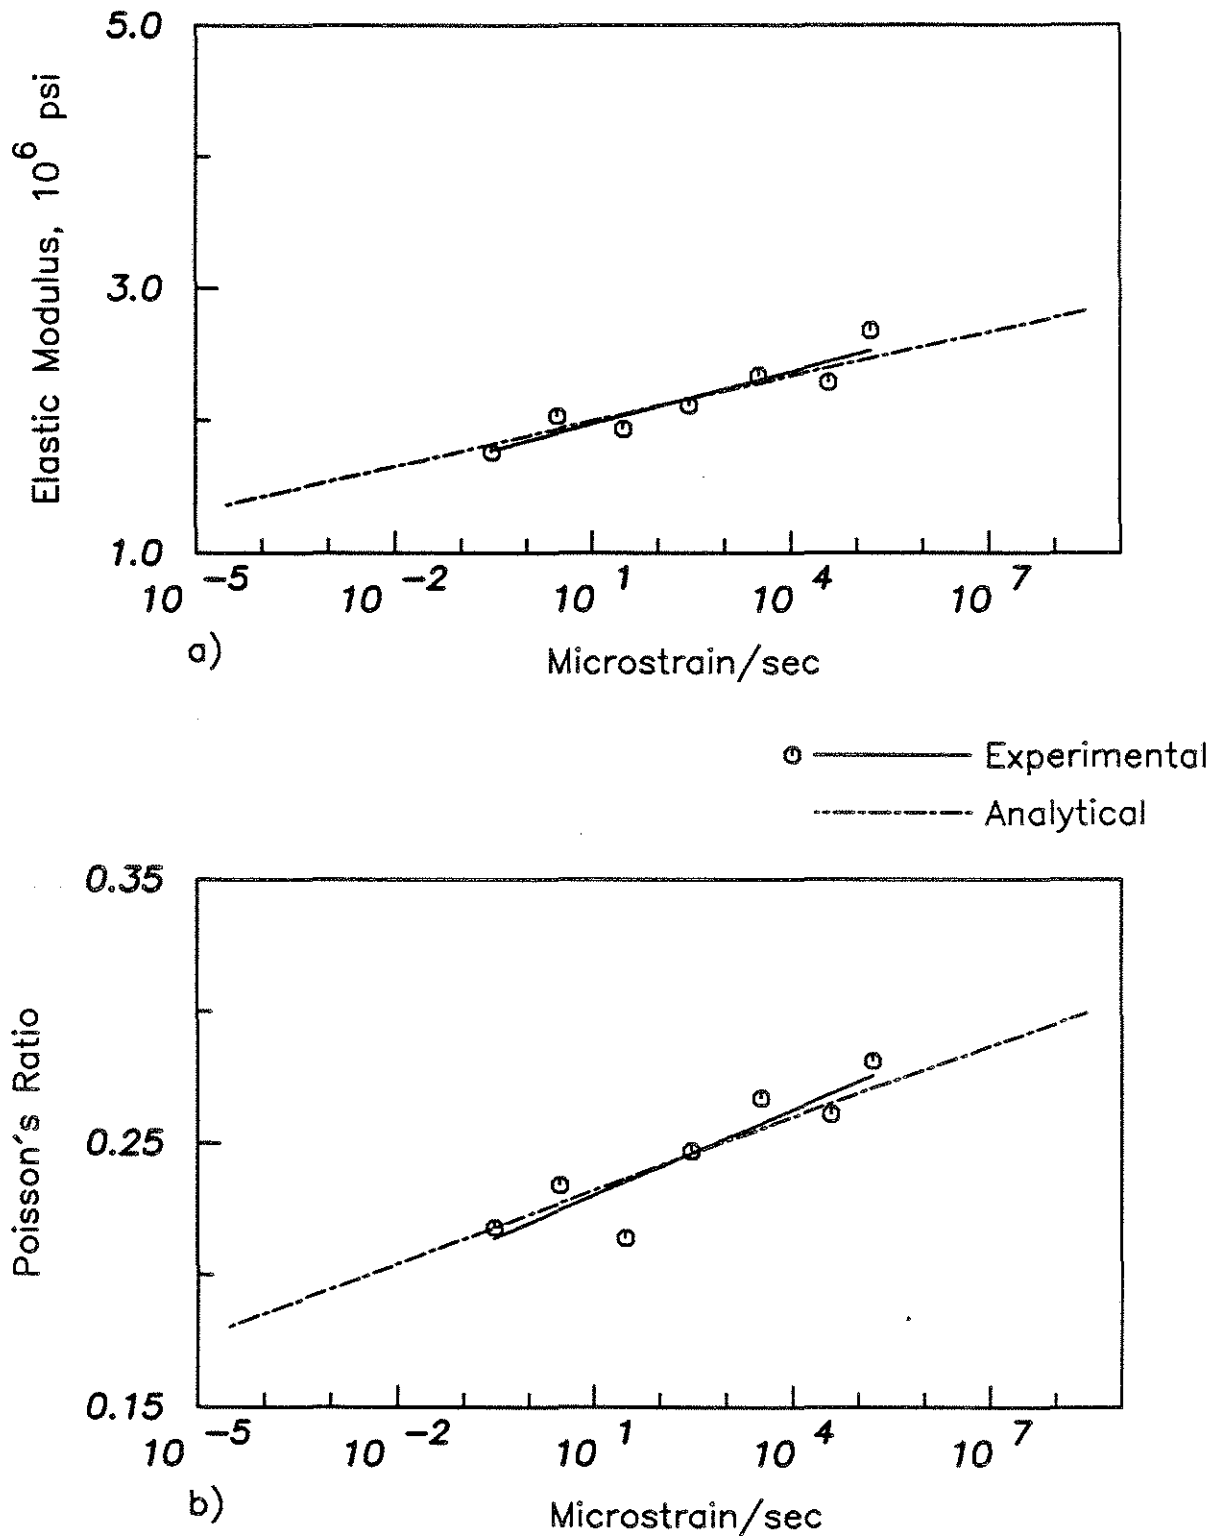 5.0
3.0
1.0
Elastic Modulus, 10^6 psi
10^-5 10^-2 10^1 10^4 10^7
a)
Microstrain/sec
Experimental
Analytical
0.35
0.25
0.15
Poisson's Ratio
10^-5 10^-2 10^1 10^4 10^7
b)
Microstrain/sec